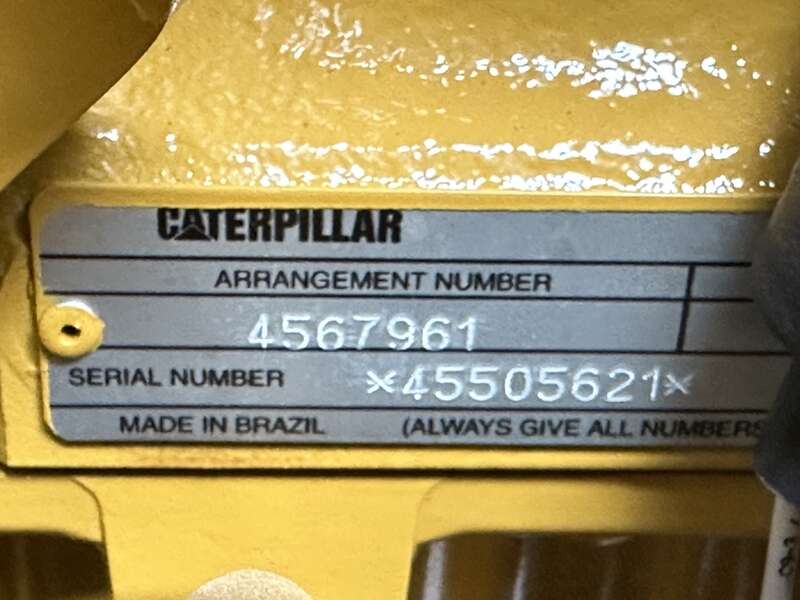 CATERPILLAR
ARRANGEMENT NUMBER
4567961
SERIAL NUMBER *45505621*
MADE IN BRAZIL (ALWAYS GIVE ALL NUMBERS